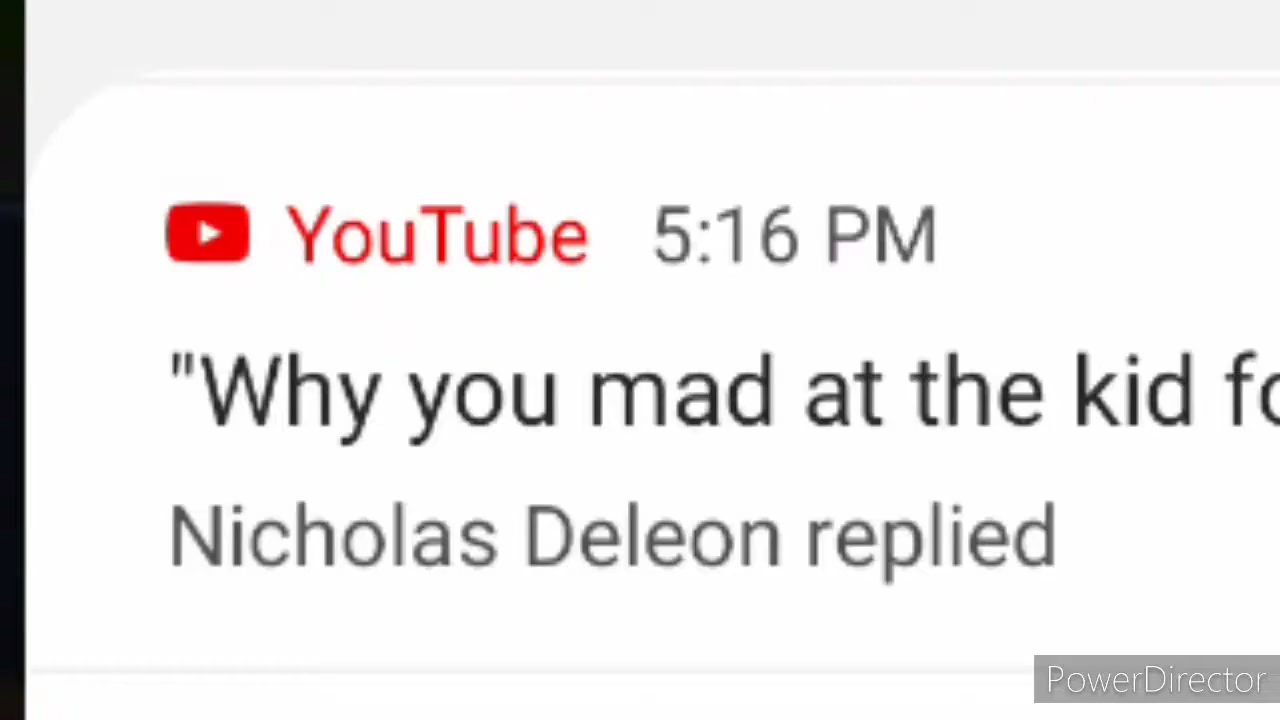 YouTube 5:16 PM
"Why you mad at the kid
Nicholas Deleon replied
PowerDirector